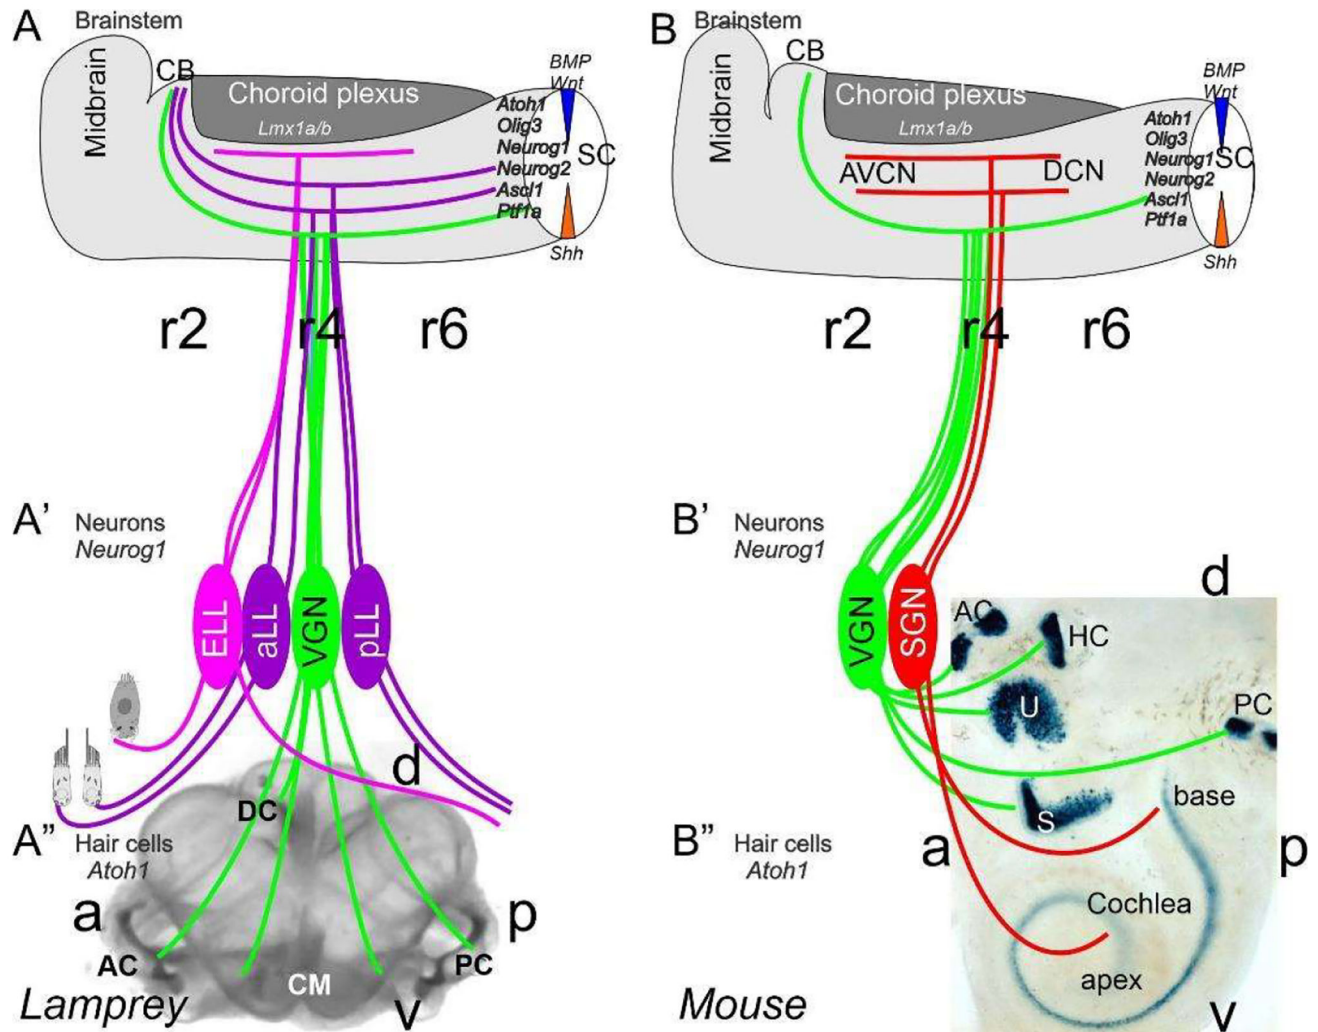 A
Brainstem
Midbrain
CB
Choroid plexus
Lmx1a/b
BMP
Wnt
Atoh1
Olig3
Neurog1
Neurog2
Ascl1
Ptf1a
SC
Shh
r2
r4
r6
A'
Neurons
Neurog1
ELL
aLL
VGN
pLL
d
DC
A”
Hair cells
Atoh1
a
p
AC
CM
PC
Lamprey
v
B
Brainstem
Midbrain
CB
Choroid plexus
Lmx1a/b
BMP
Wnt
Atoh1
Olig3
Neurog1
Neurog2
Ascl1
Ptf1a
SC
Shh
AVCN
DCN
r2
r4
r6
B’
Neurons
Neurog1
VGN
SGN
d
AC
HC
U
PC
S
base
B”
Hair cells
Atoh1
a
p
Cochlea
apex
Mouse
v